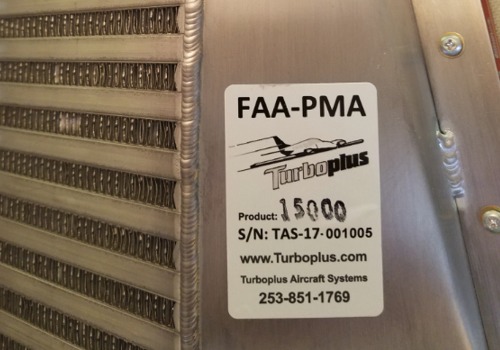 FAA-PMA
Turboplus
Product: 15000
S/N: TAS-17-001005
www.Turboplus.com
Turboplus Aircraft Systems
253-851-1769